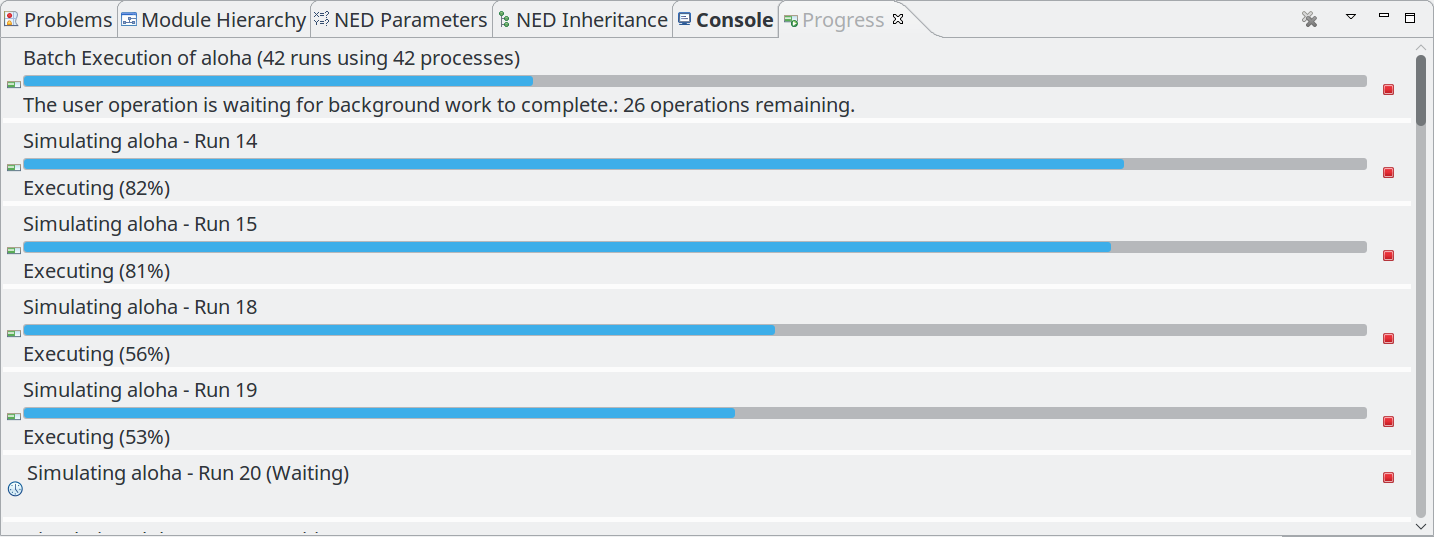 Problems Module Hierarchy NED Parameters NED Inheritance Console Progress
Batch Execution of aloha (42 runs using 42 processes)
The user operation is waiting for background work to complete.: 26 operations remaining.
Simulating aloha - Run 14
Executing (82%)
Simulating aloha - Run 15
Executing (81%)
Simulating aloha - Run 18
Executing (56%)
Simulating aloha - Run 19
Executing (53%)
Simulating aloha - Run 20 (Waiting)